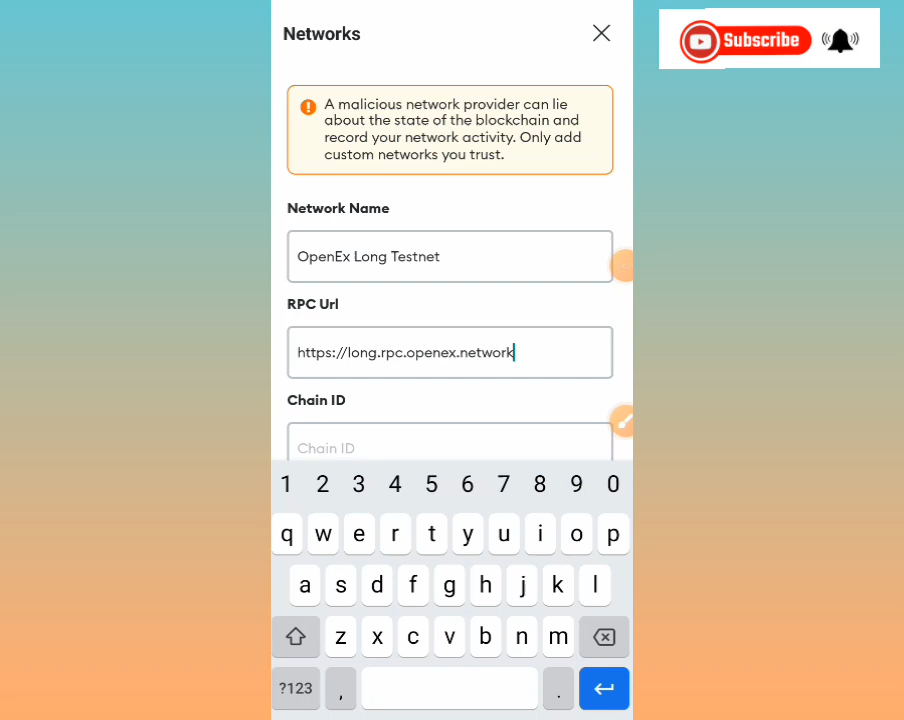 Networks
Subscribe
A malicious network provider can lie
about the state of the blockchain and
record your network activity. Only add
custom networks you trust.
Network Name
OpenEx Long Testnet
RPC Url
https://long.rpc.openex.network
Chain ID
Chain ID
1 2 3 4 5 6 7 8 9 0
q w e r t y u i o p
a s d f g h j k l
z x c v b n m
?123 , .